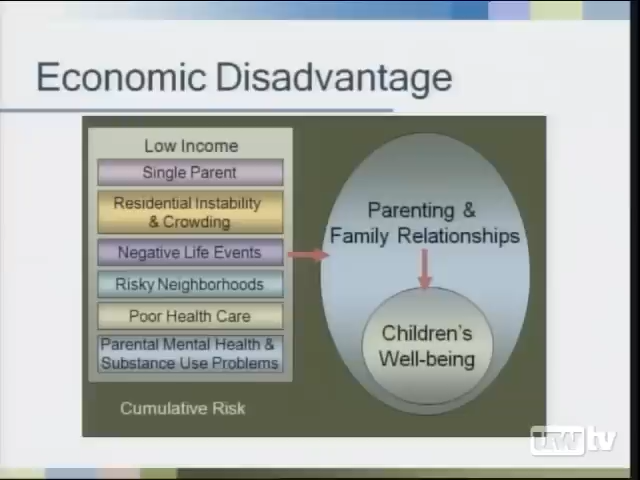 Economic Disadvantage
Low Income
Single Parent
Residential Instability
& Crowding
Negative Life Events
Risky Neighborhoods
Poor Health Care
Parental Mental Health &
Substance Use Problems
Cumulative Risk
Parenting &
Family Relationships
Children's
Well-being
UWtv